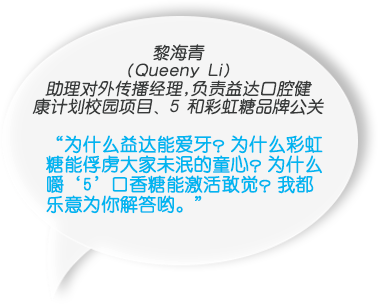 黎海青
（Queeny Li）
助理对外传播经理，负责益达口腔健
康计划校园项目、5 和彩虹糖品牌公关
“为什么益达能爱牙？为什么彩虹
糖能俘虏大家未泯的童心？为什么
嚼‘5’口香糖能激活敢觉？我都
乐意为你解答哟。”